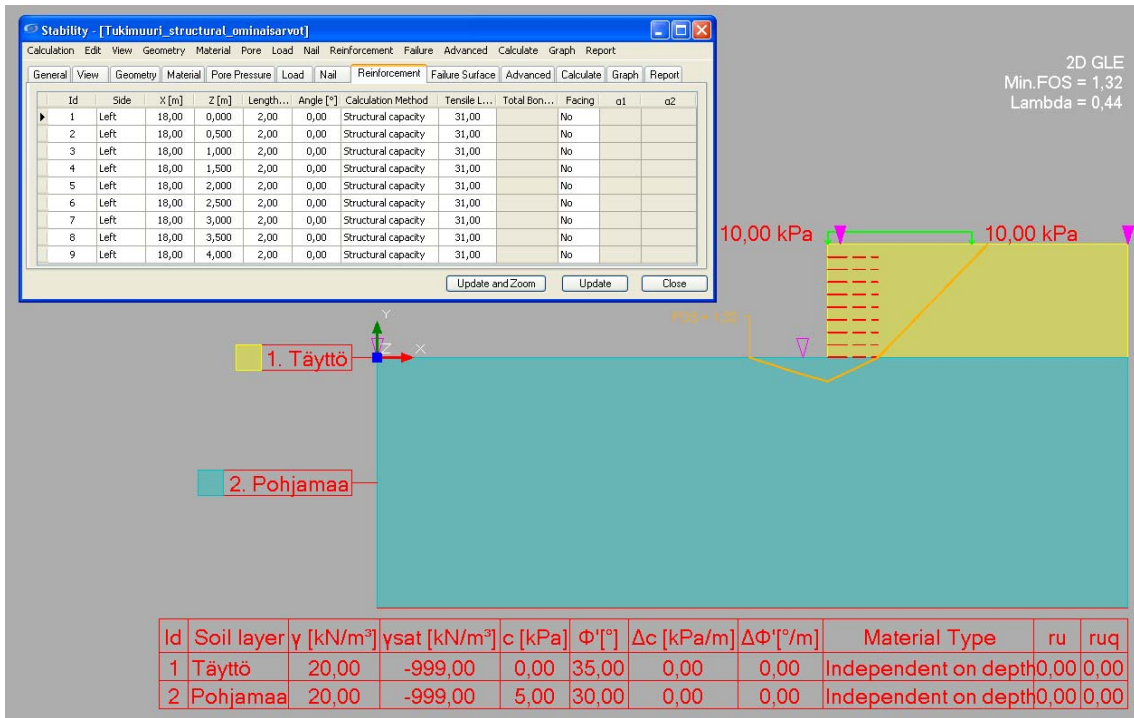 Stability - [Tukimuuri_structural_ominaisarvot]
Calculation Edit View Geometry Material Pore Load Nail Reinforcement Failure Advanced Calculate Graph Report
General View Geometry Material Pore Pressure Load Nail Reinforcement Failure Surface Advanced Calculate Graph Report
Id Side X [m] Z [m] Length... Angle [°] Calculation Method Tensile L... Total Bon... Facing α1 α2
1 Left 18,00 0,000 2,00 0,00 Structural capacity 31,00 No
2 Left 18,00 0,500 2,00 0,00 Structural capacity 31,00 No
3 Left 18,00 1,000 2,00 0,00 Structural capacity 31,00 No
4 Left 18,00 1,500 2,00 0,00 Structural capacity 31,00 No
5 Left 18,00 2,000 2,00 0,00 Structural capacity 31,00 No
6 Left 18,00 2,500 2,00 0,00 Structural capacity 31,00 No
7 Left 18,00 3,000 2,00 0,00 Structural capacity 31,00 No
8 Left 18,00 3,500 2,00 0,00 Structural capacity 31,00 No
9 Left 18,00 4,000 2,00 0,00 Structural capacity 31,00 No
Update and Zoom Update Close
2D GLE
Min.FOS = 1,32
Lambda = 0,44
10,00 kPa 10,00 kPa
FOS = 1,32
Y
Z X
1. Täyttö
2. Pohjamaa
Id Soil layer γ [kN/m³] γsat [kN/m³] c [kPa] Φ'[°] Δc [kPa/m] ΔΦ'[°/m] Material Type ru ruq
1 Täyttö 20,00 -999,00 0,00 35,00 0,00 0,00 Independent on depth 0,00 0,00
2 Pohjamaa 20,00 -999,00 5,00 30,00 0,00 0,00 Independent on depth 0,00 0,00